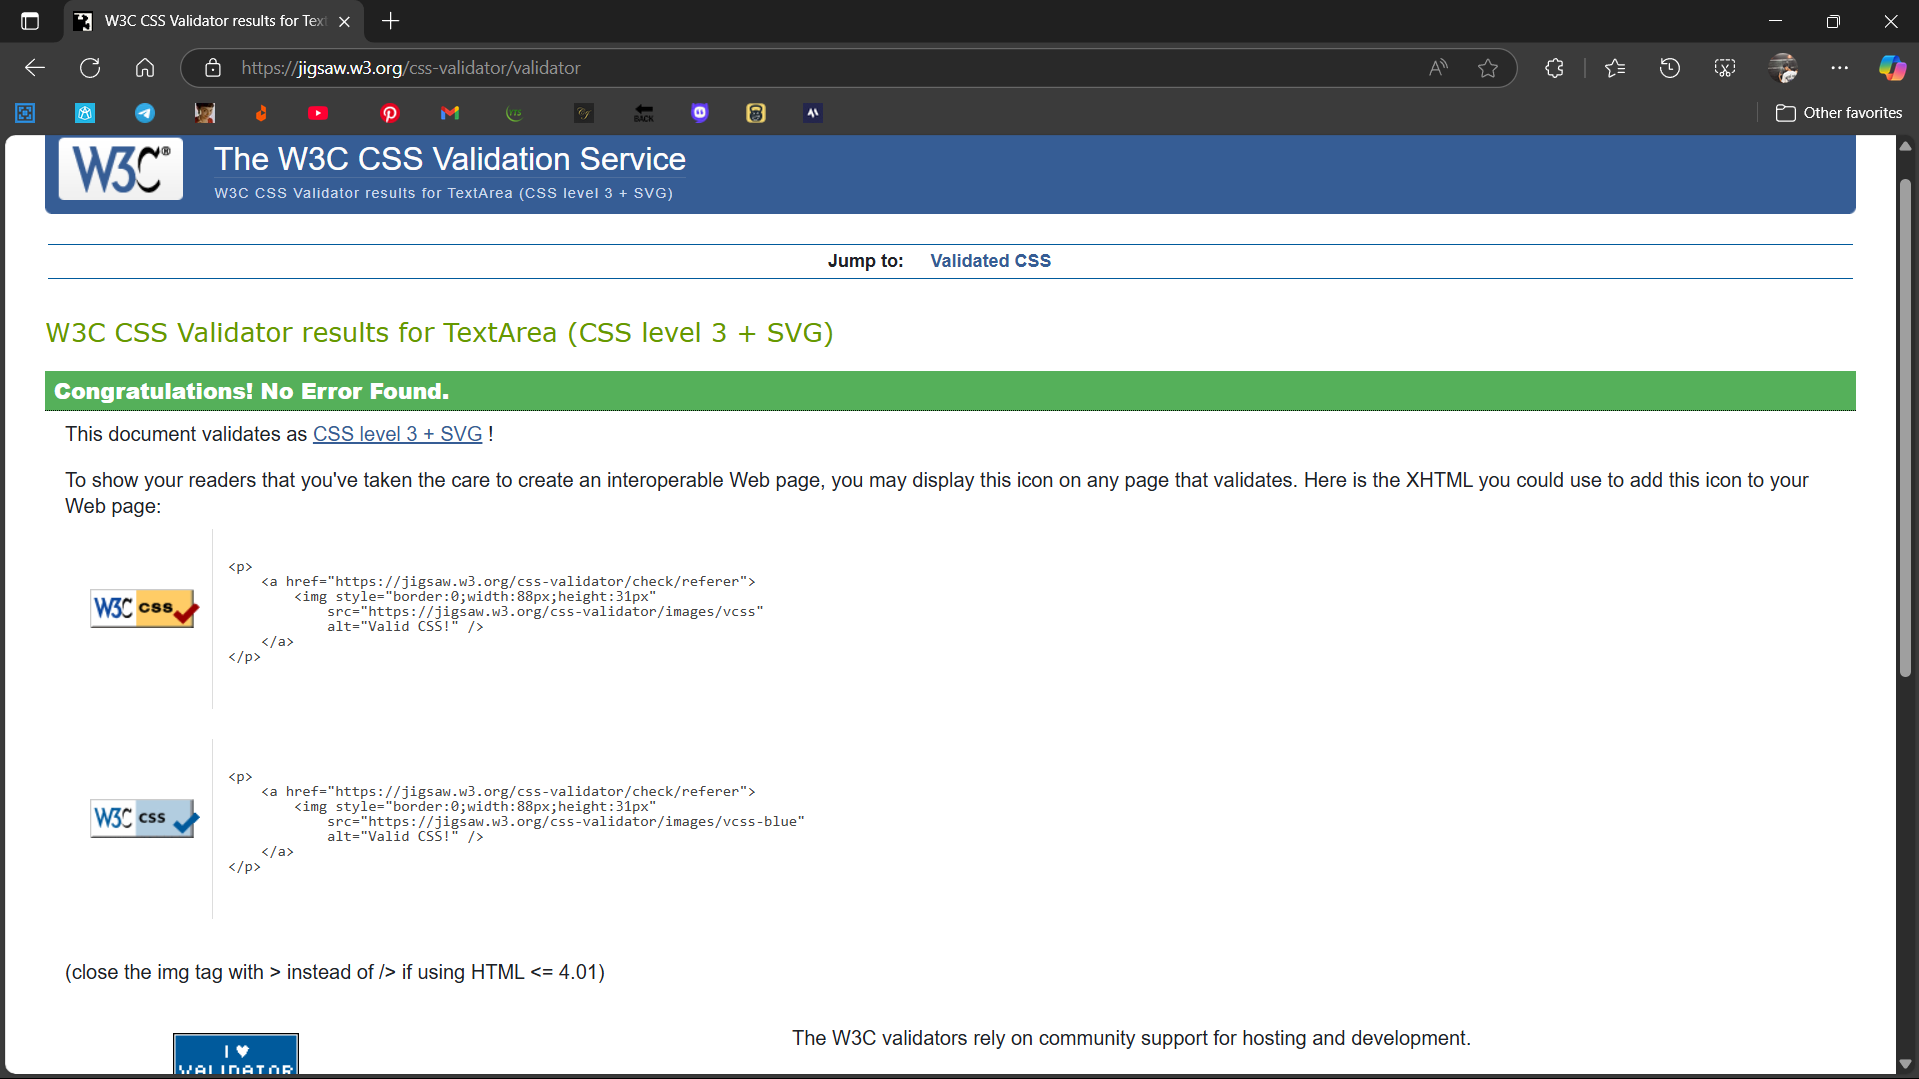 W3C CSS Validator results for Tex
https://jigsaw.w3.org/css-validator/validator
YTS
BACK
Other favorites
W3C®
The W3C CSS Validation Service
W3C CSS Validator results for TextArea (CSS level 3 + SVG)
Jump to: Validated CSS
W3C CSS Validator results for TextArea (CSS level 3 + SVG)
Congratulations! No Error Found.
This document validates as CSS level 3 + SVG !
To show your readers that you've taken the care to create an interoperable Web page, you may display this icon on any page that validates. Here is the XHTML you could use to add this icon to your
Web page:
W3C css
<p>
<a href="https://jigsaw.w3.org/css-validator/check/referer">
<img style="border:0;width:88px;height:31px"
src="https://jigsaw.w3.org/css-validator/images/vcss"
alt="Valid CSS!" />
</a>
</p>
W3C css
<p>
<a href="https://jigsaw.w3.org/css-validator/check/referer">
<img style="border:0;width:88px;height:31px"
src="https://jigsaw.w3.org/css-validator/images/vcss-blue"
alt="Valid CSS!" />
</a>
</p>
(close the img tag with > instead of /> if using HTML <= 4.01)
I ♥
VALIDATOR
The W3C validators rely on community support for hosting and development.